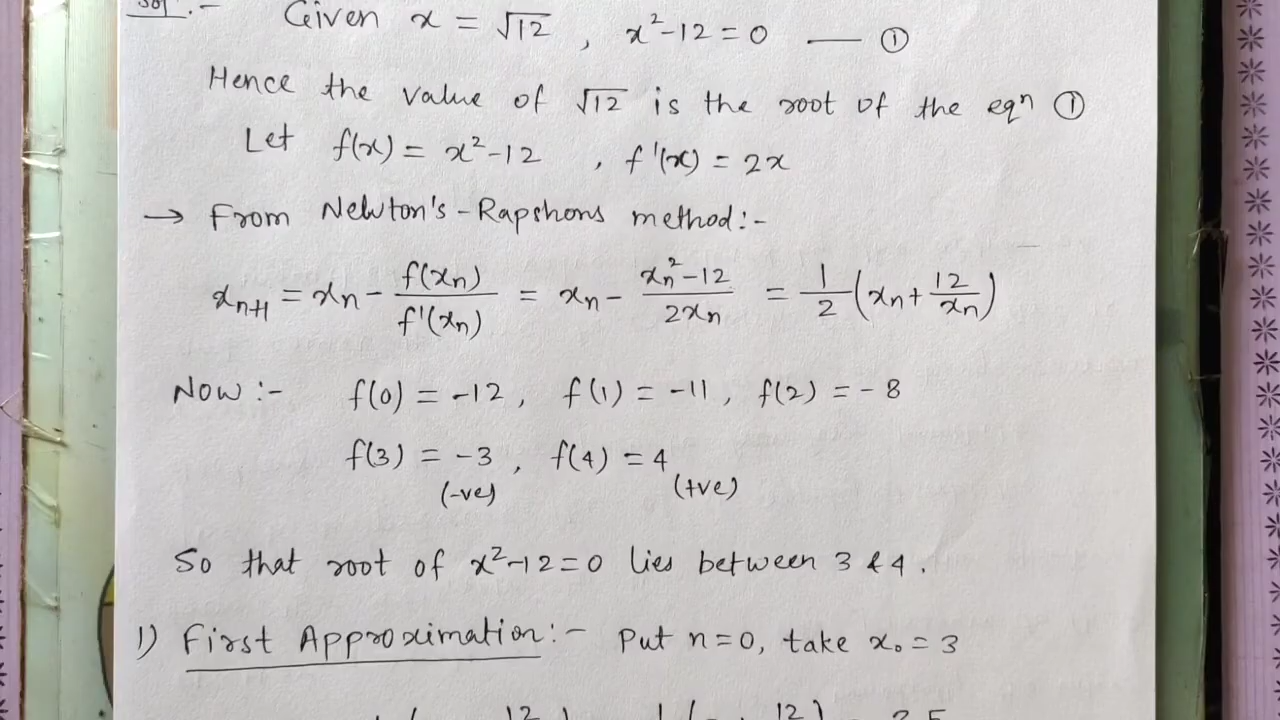 Sol :- Given x = √12 , x²-12 = 0 — ①
Hence the value of √12 is the root of the eqⁿ ①
Let f(x) = x²-12 , f'(x) = 2x
→ From Newton's-Rapshons method:-
xₙ₊₁ = xₙ - f(xₙ)/f'(xₙ) = xₙ - (xₙ²-12)/2xₙ = 1/2 (xₙ + 12/xₙ)
Now :- f(0) = -12, f(1) = -11, f(2) = -8
f(3) = -3 , f(4) = 4
(-ve) (+ve)
So that root of x²-12=0 lies between 3 & 4.
1) First Approximation:- Put n=0, take x₀ = 3